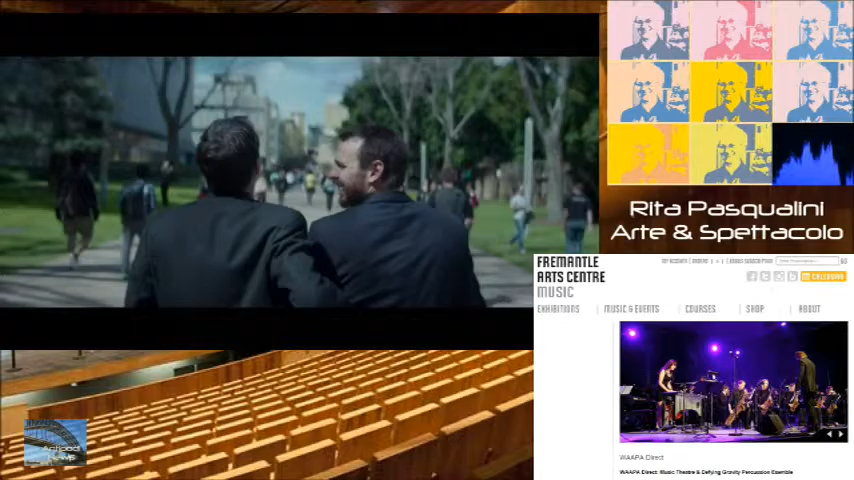 Rita Pasqualini
Arte & Spettacolo
FREMANTLE
ARTS CENTRE
MUSIC
CALENDAR
EXHIBITIONS
MUSIC & EVENTS
COURSES
SHOP
ABOUT
WAAPA Direct
WAAPA Direct: Music Theatre & Defying Gravity Percussion Ensemble
News